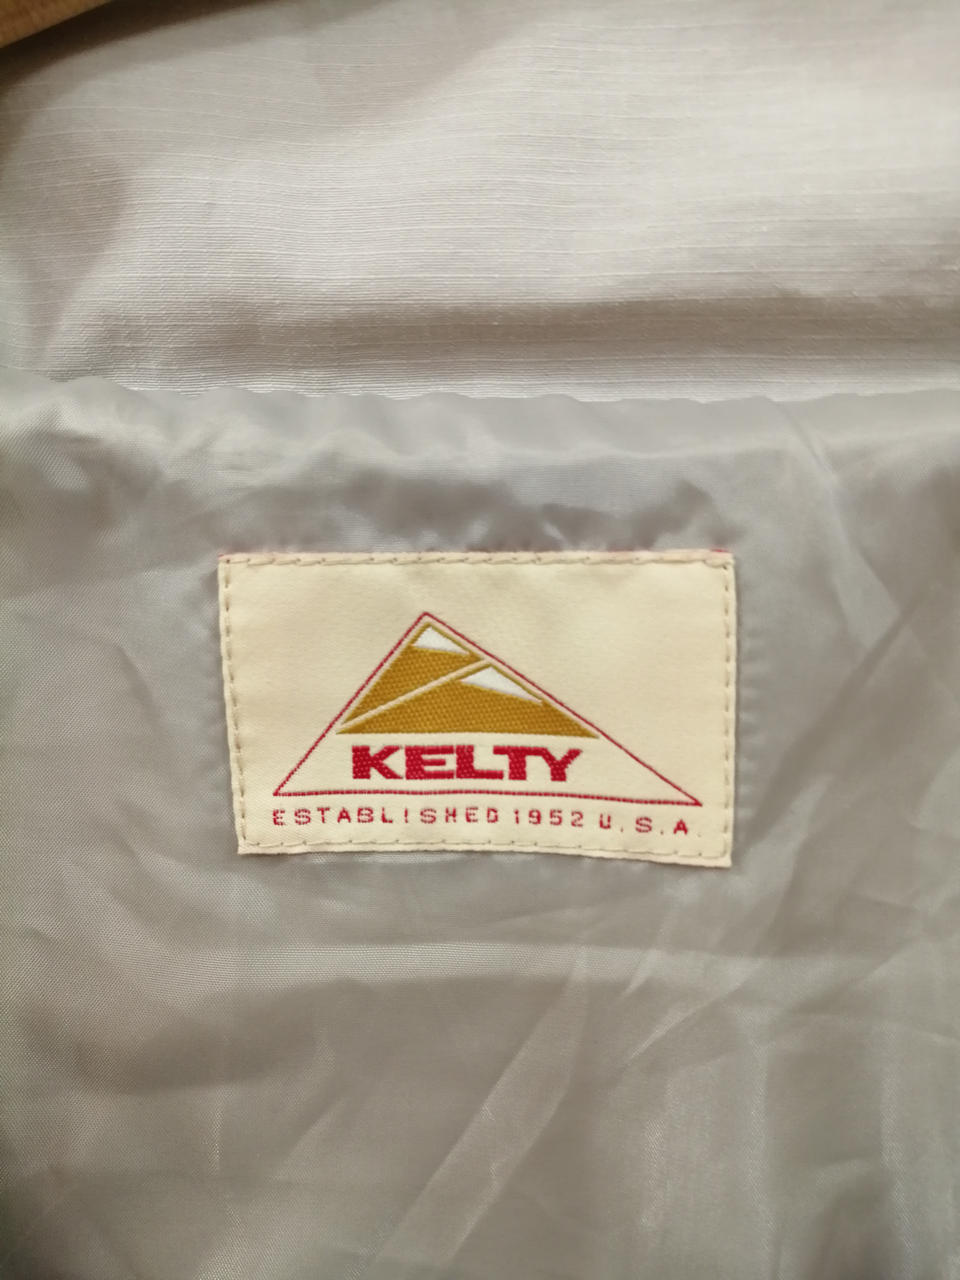 KELTY
ESTABLISHED 1952 U.S.A.